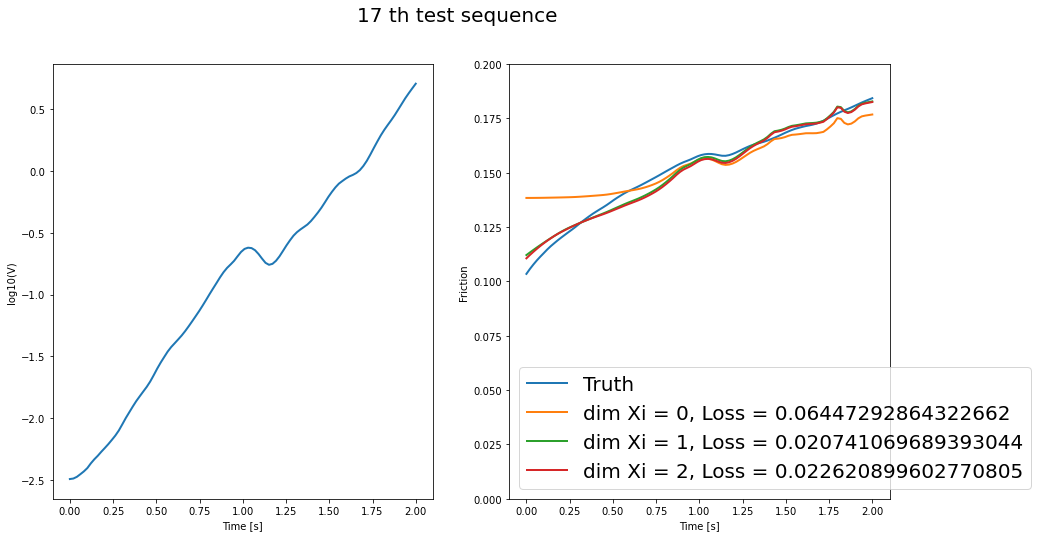 17 th test sequence
log10(V)
0.5
0.0
−0.5
−1.0
−1.5
−2.0
−2.5
0.00 0.25 0.50 0.75 1.00 1.25 1.50 1.75 2.00
Time [s]
Friction
0.200
0.175
0.150
0.125
0.100
0.075
0.050
0.025
0.000
Truth
dim Xi = 0, Loss = 0.06447292864322662
dim Xi = 1, Loss = 0.020741069689393044
dim Xi = 2, Loss = 0.022620899602770805
0.00 0.25 0.50 0.75 1.00 1.25 1.50 1.75 2.00
Time [s]